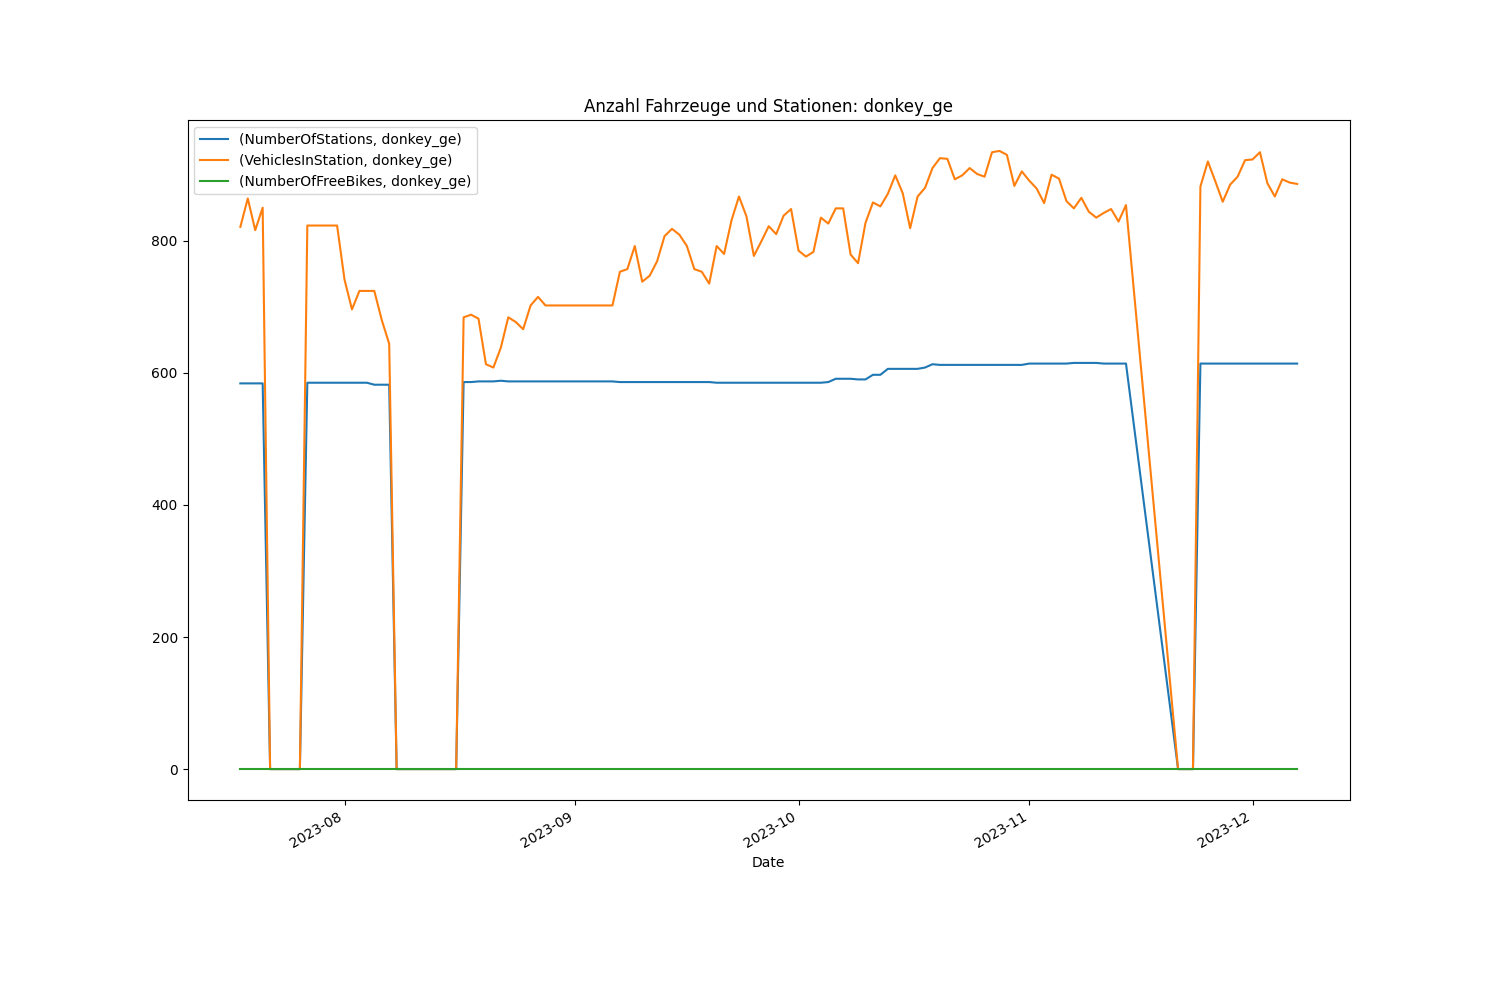 Anzahl Fahrzeuge und Stationen: donkey_ge
(NumberOfStations, donkey_ge)
(VehiclesInStation, donkey_ge)
(NumberOfFreeBikes, donkey_ge)
800
600
400
200
0
2023-08
2023-09
2023-10
2023-11
2023-12
Date